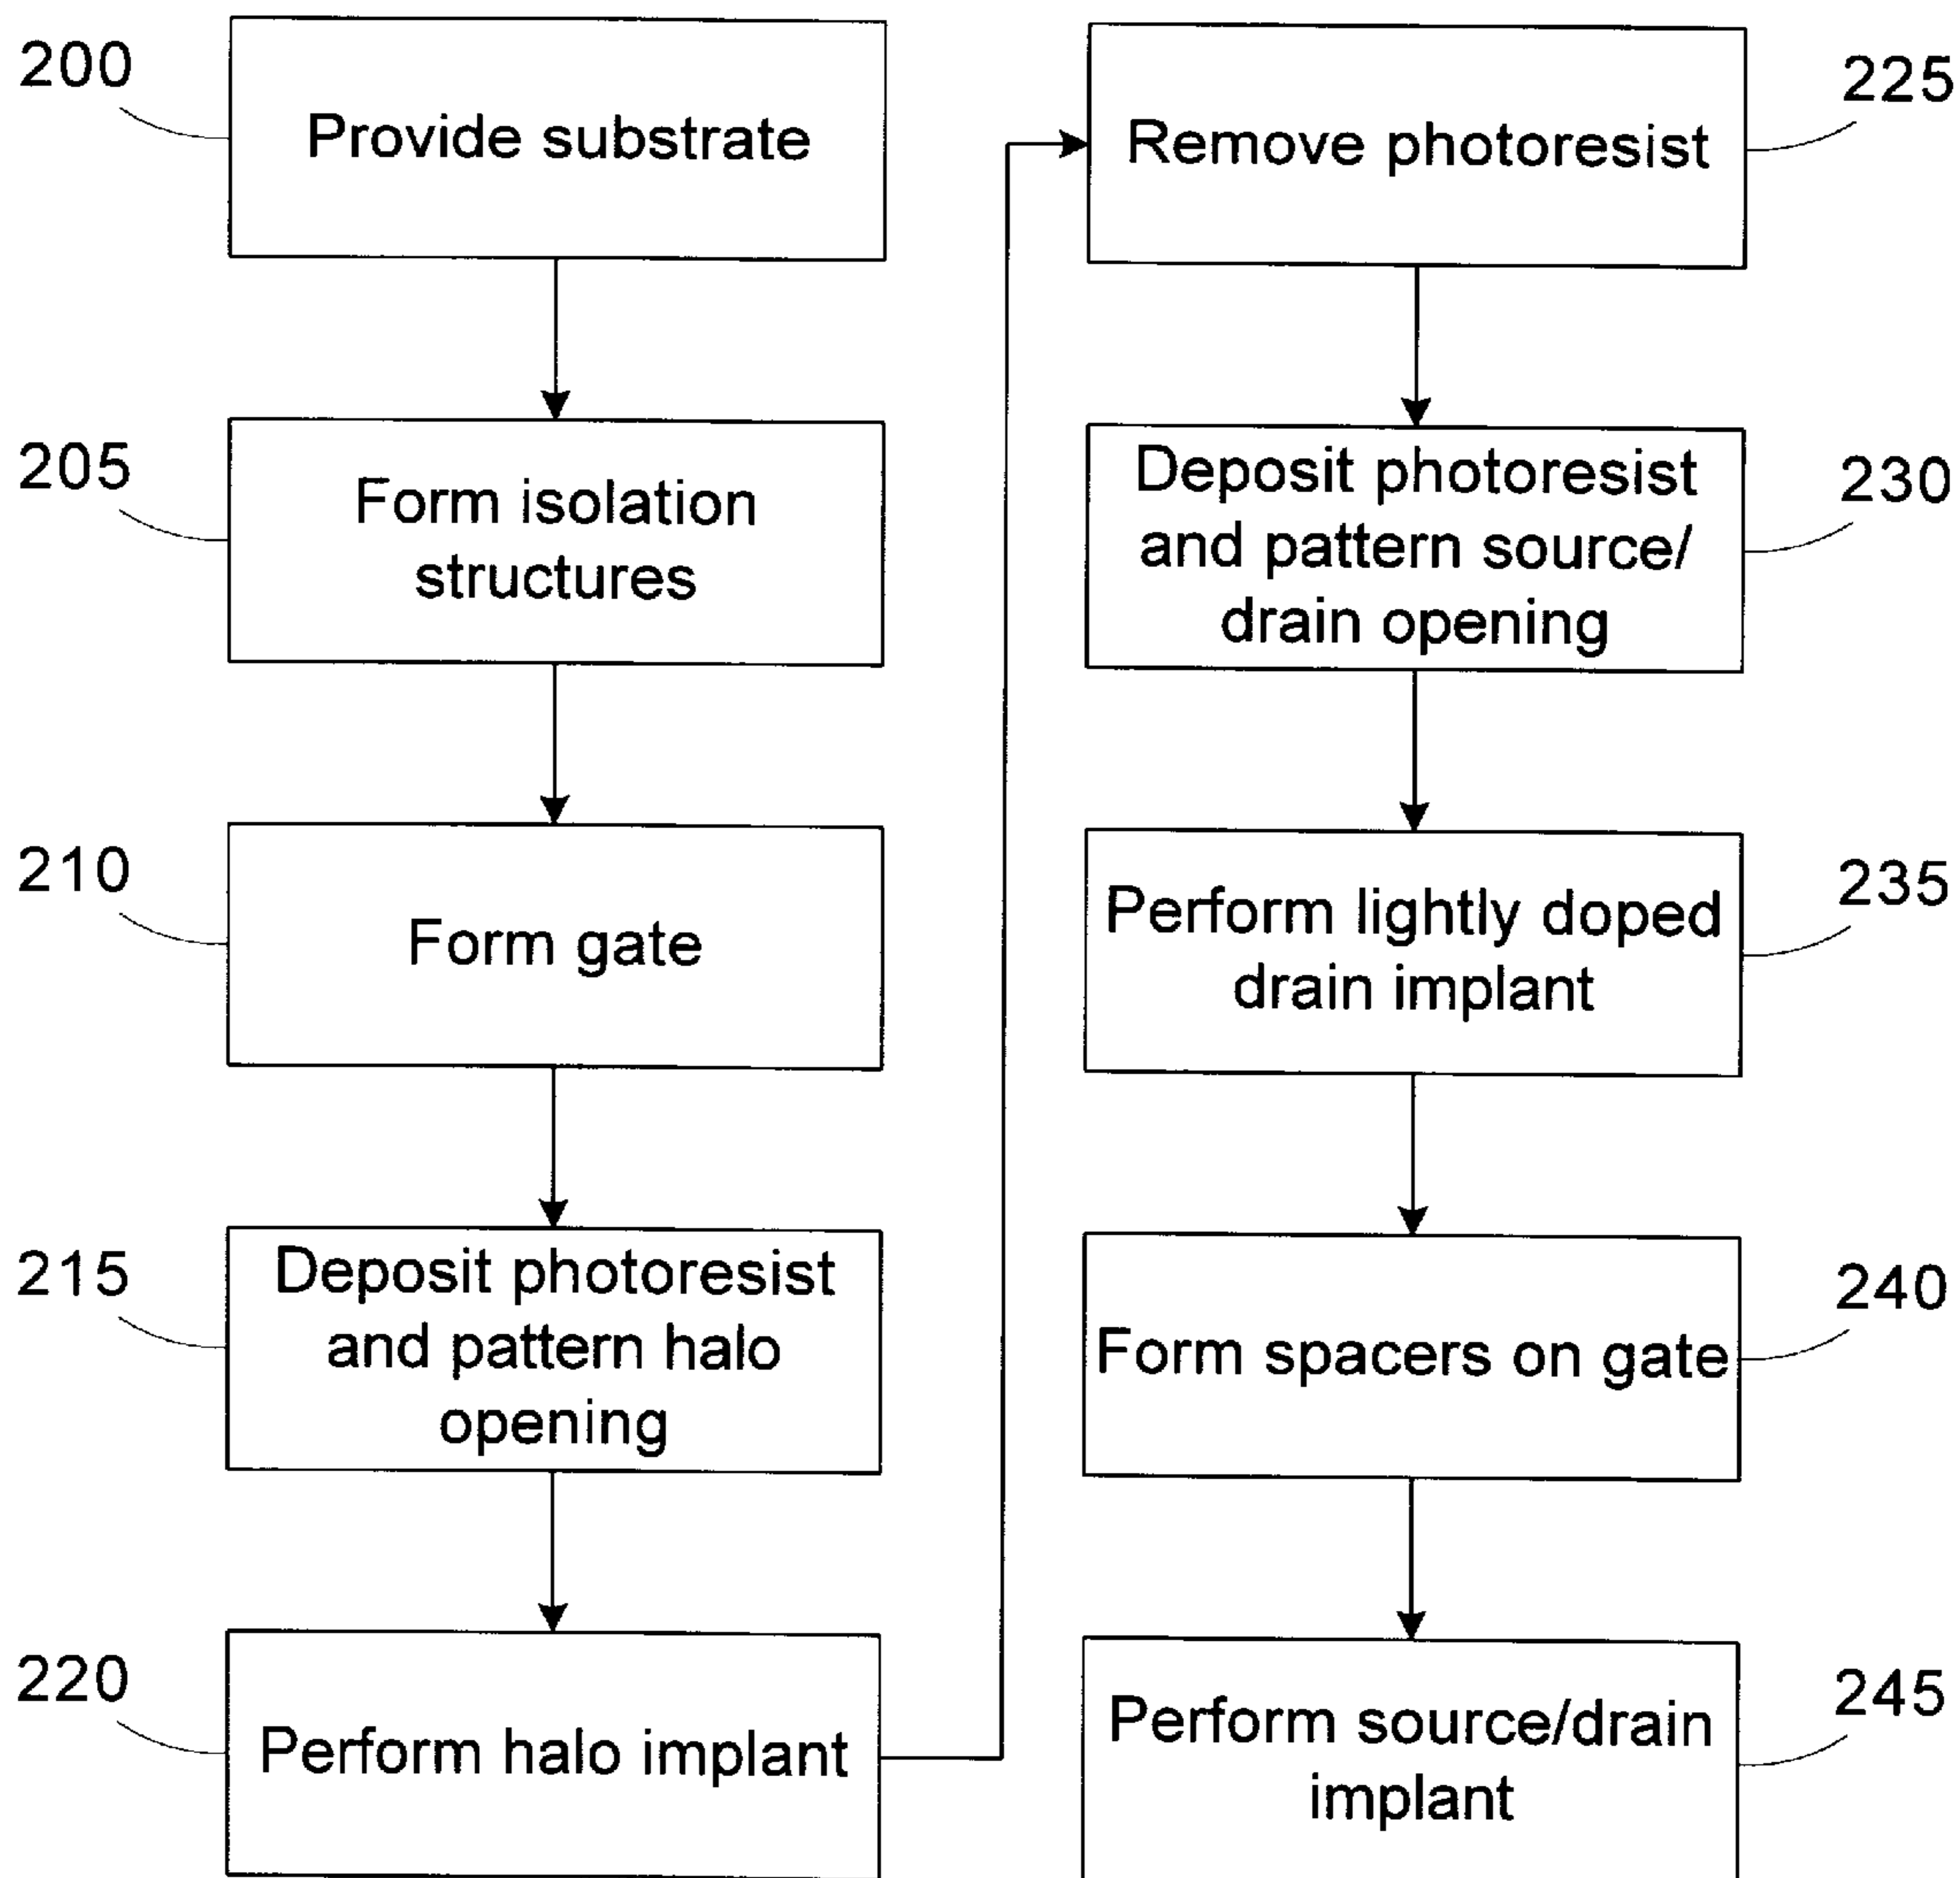 200
Provide substrate
205
Form isolation
structures
210
Form gate
215
Deposit photoresist
and pattern halo
opening
220
Perform halo implant
225
Remove photoresist
230
Deposit photoresist
and pattern source/
drain opening
235
Perform lightly doped
drain implant
240
Form spacers on gate
245
Perform source/drain
implant